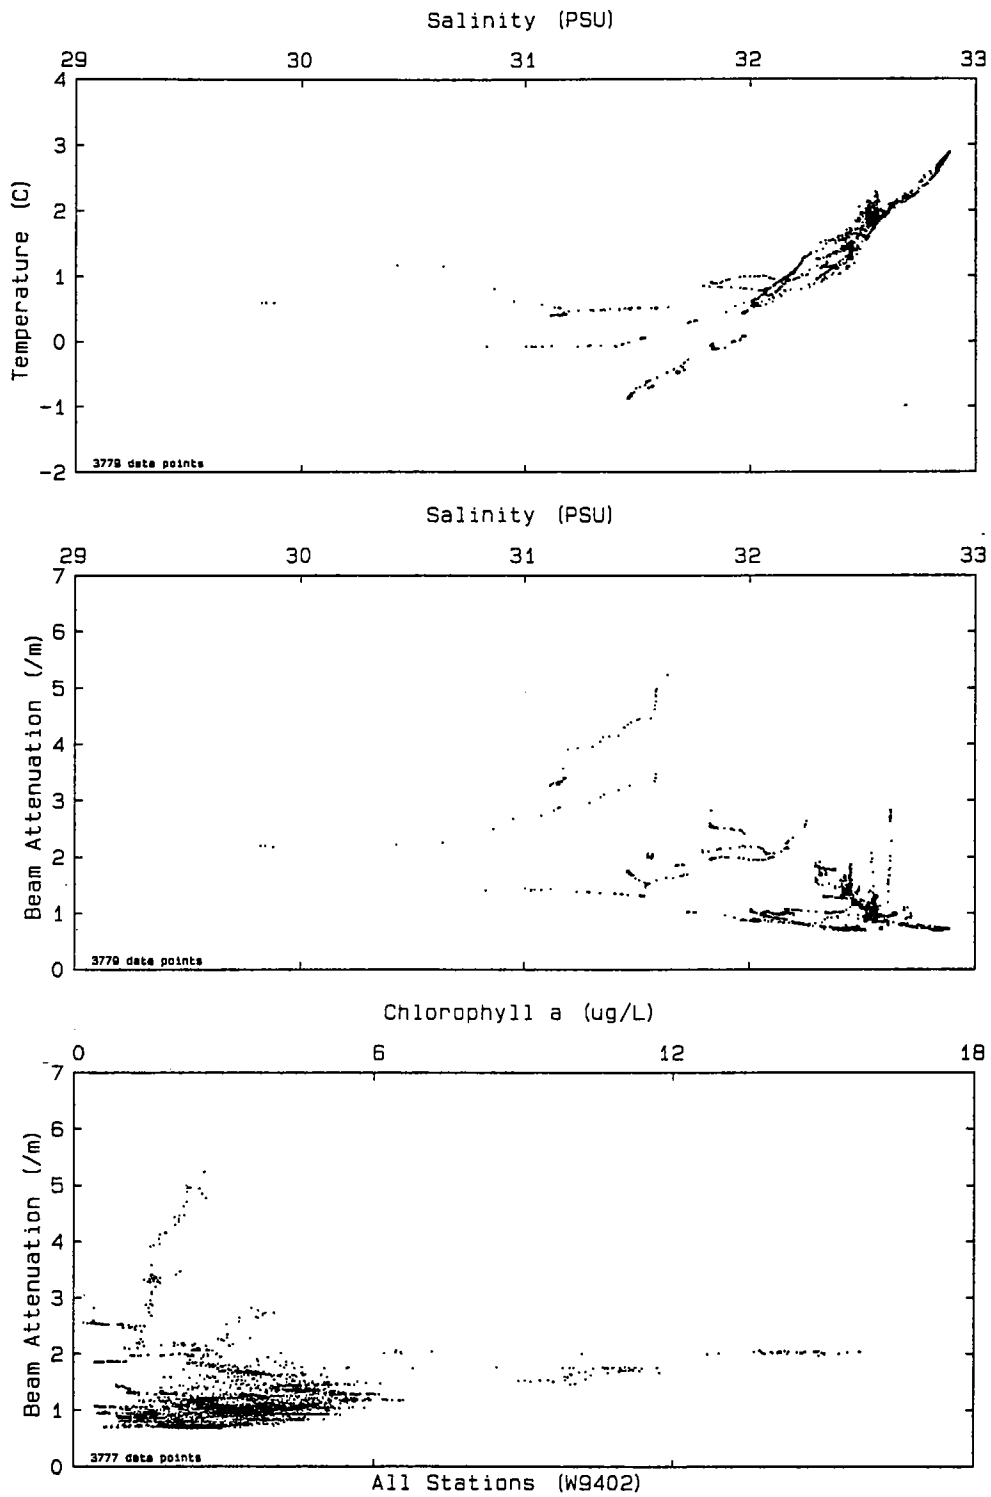 Salinity (PSU)
29 30 31 32 33
4
3
2
1
0
-1
-2
Temperature (C)
3779 data points
Salinity (PSU)
29 30 31 32 33
7
6
5
4
3
2
1
0
Beam Attenuation (/m)
3779 data points
Chlorophyll a (ug/L)
0 6 12 18
7
6
5
4
3
2
1
0
Beam Attenuation (/m)
3777 data points
All Stations (W9402)